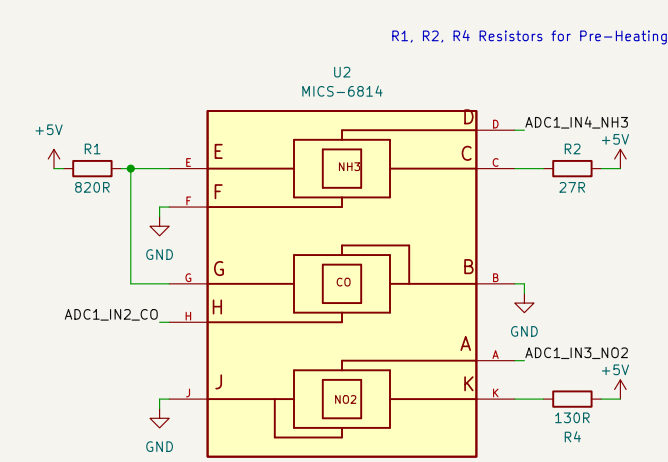 R1, R2, R4 Resistors for Pre-Heating
U2
MICS-6814
+5V
R1
820R
E
E
F
F
GND
G
G
H
H
ADC1_IN2_CO
J
J
GND
NH3
CO
NO2
D
D
ADC1_IN4_NH3
+5V
C
C
R2
27R
B
B
GND
A
A
ADC1_IN3_NO2
+5V
K
K
130R
R4